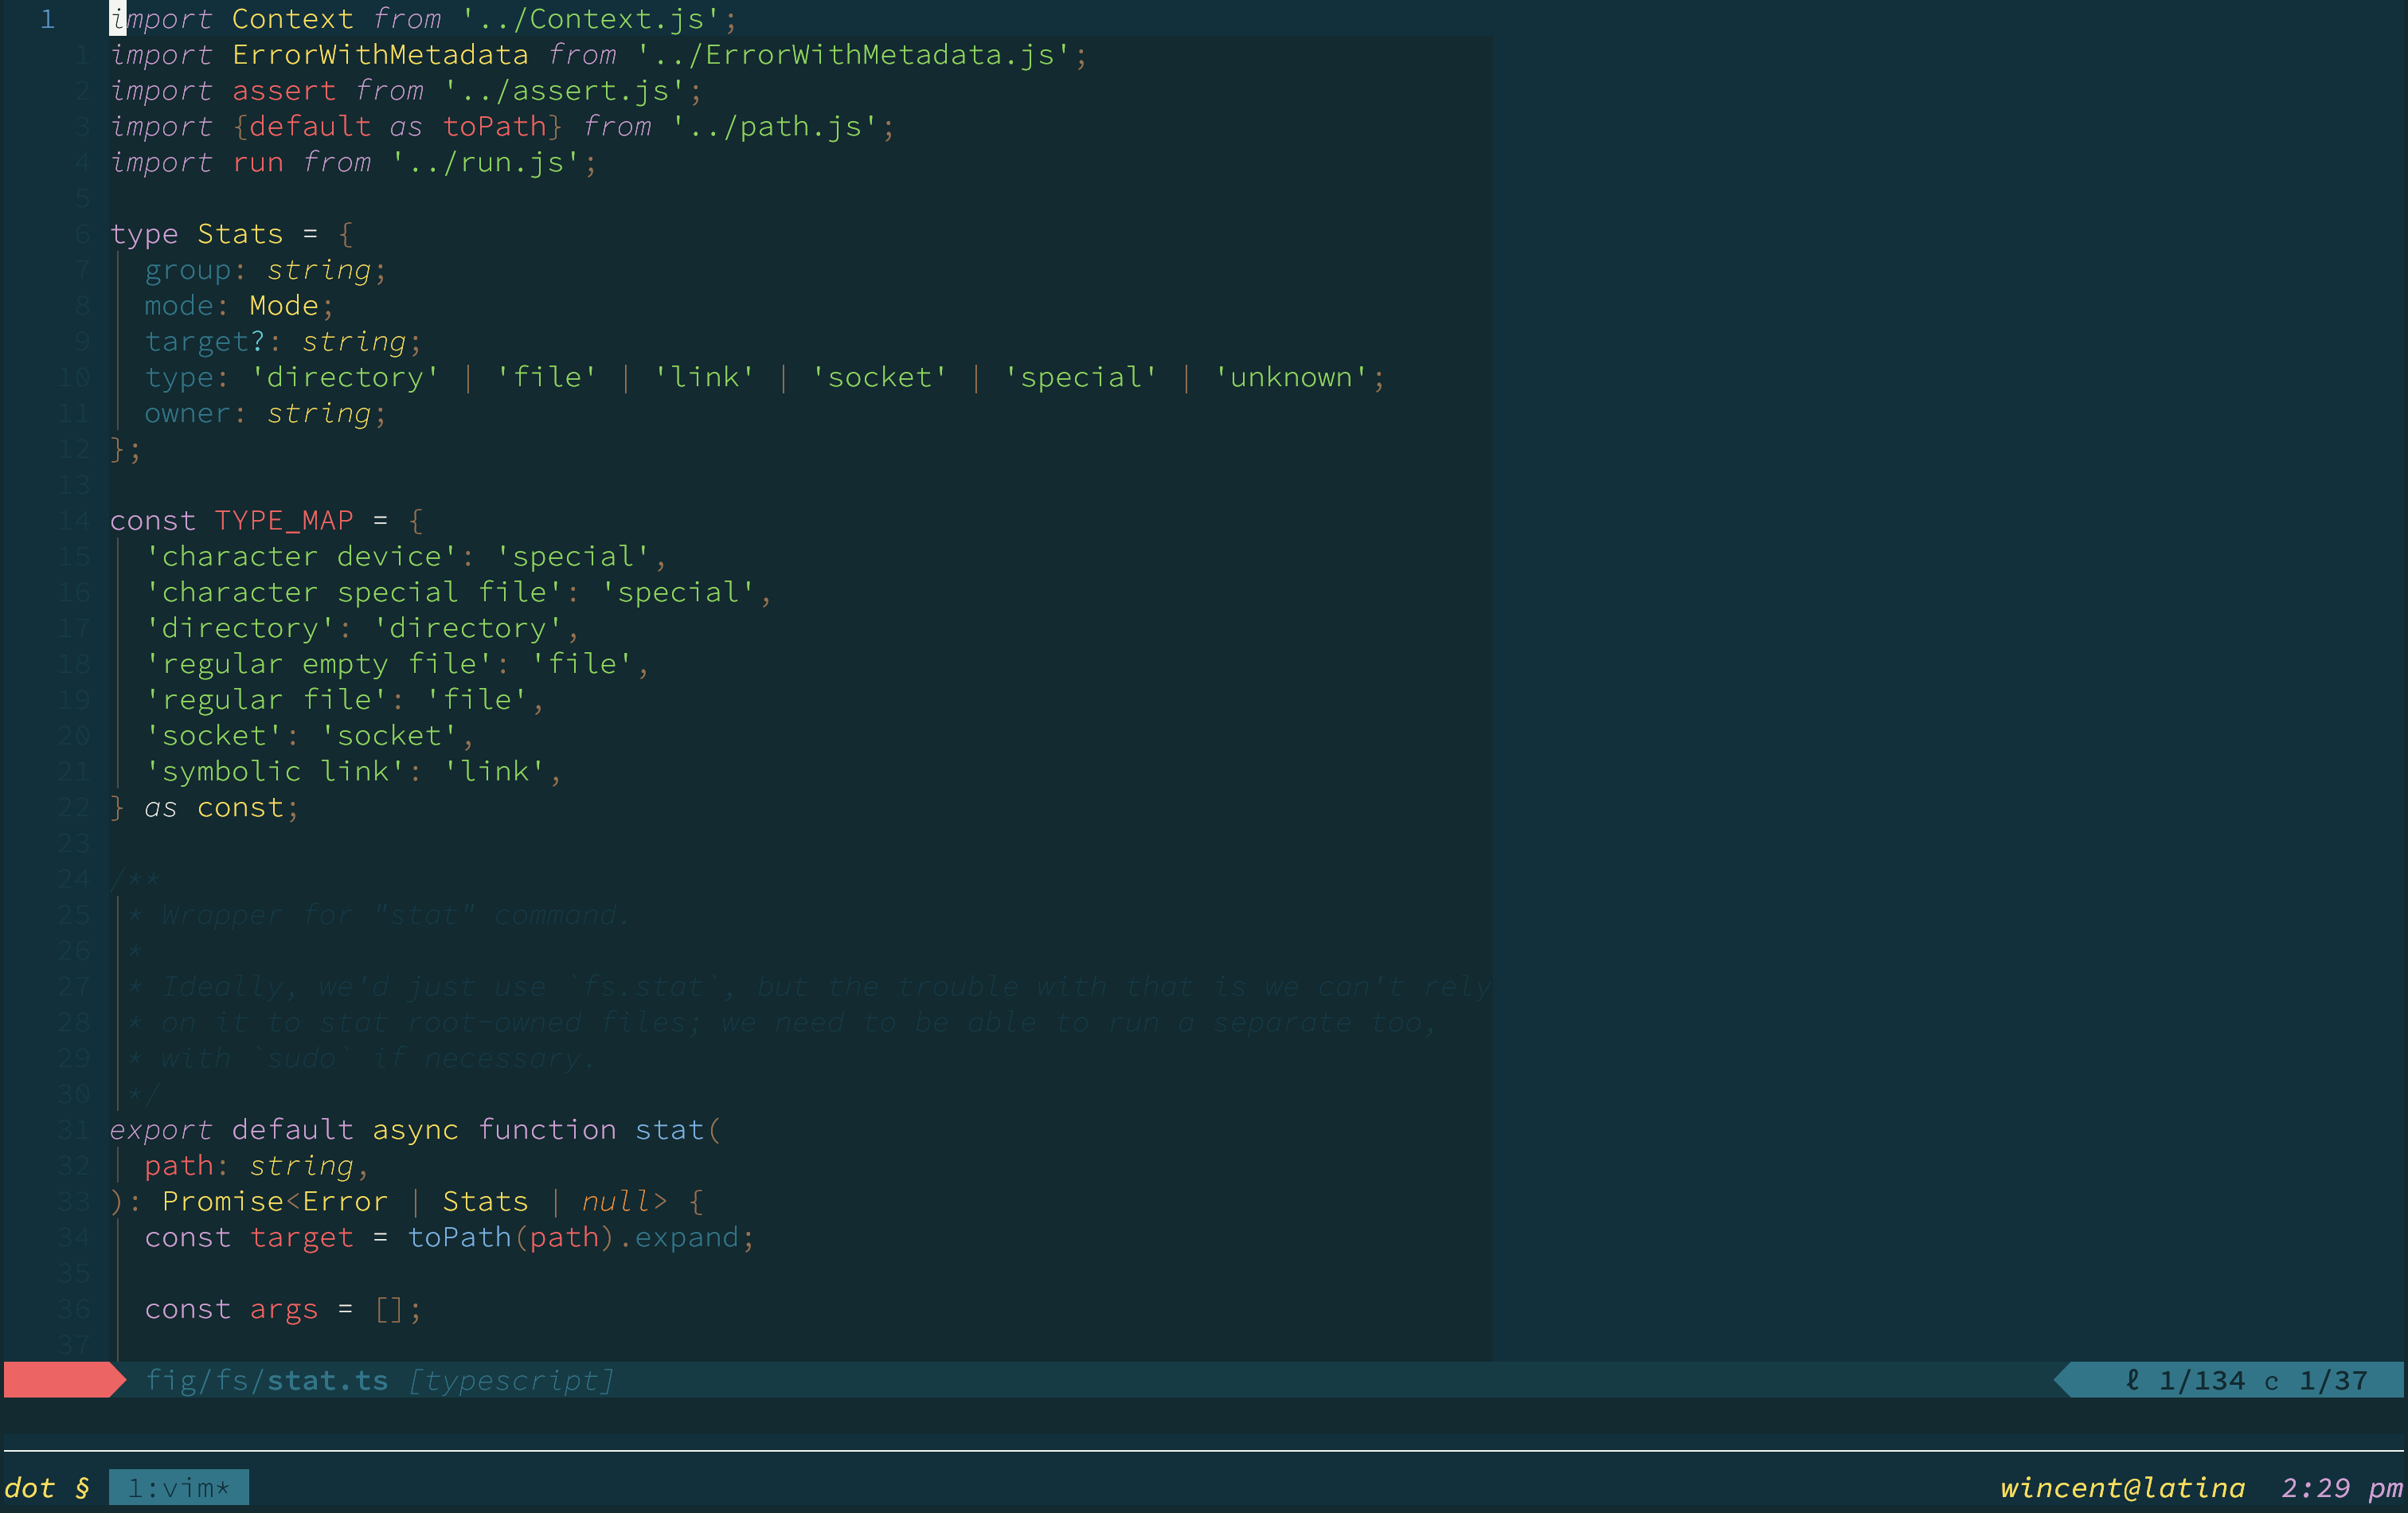 1 import Context from '../Context.js';
1 import ErrorWithMetadata from '../ErrorWithMetadata.js';
2 import assert from '../assert.js';
3 import {default as toPath} from '../path.js';
4 import run from '../run.js';
5
6 type Stats = {
7   group: string;
8   mode: Mode;
9   target?: string;
10   type: 'directory' | 'file' | 'link' | 'socket' | 'special' | 'unknown';
11   owner: string;
12 };
13
14 const TYPE_MAP = {
15   'character device': 'special',
16   'character special file': 'special',
17   'directory': 'directory',
18   'regular empty file': 'file',
19   'regular file': 'file',
20   'socket': 'socket',
21   'symbolic link': 'link',
22 } as const;
23
24 /**
25  * Wrapper for "stat" command.
26  *
27  * Ideally, we'd just use `fs.stat`, but the trouble with that is we can't rely
28  * on it to stat root-owned files; we need to be able to run a separate too,
29  * with `sudo` if necessary.
30  */
31 export default async function stat(
32   path: string,
33 ): Promise<Error | Stats | null> {
34   const target = toPath(path).expand;
35
36   const args = [];
37
fig/fs/stat.ts [typescript] ℓ 1/134 c 1/37
dot § 1:vim* wincent@latina 2:29 pm